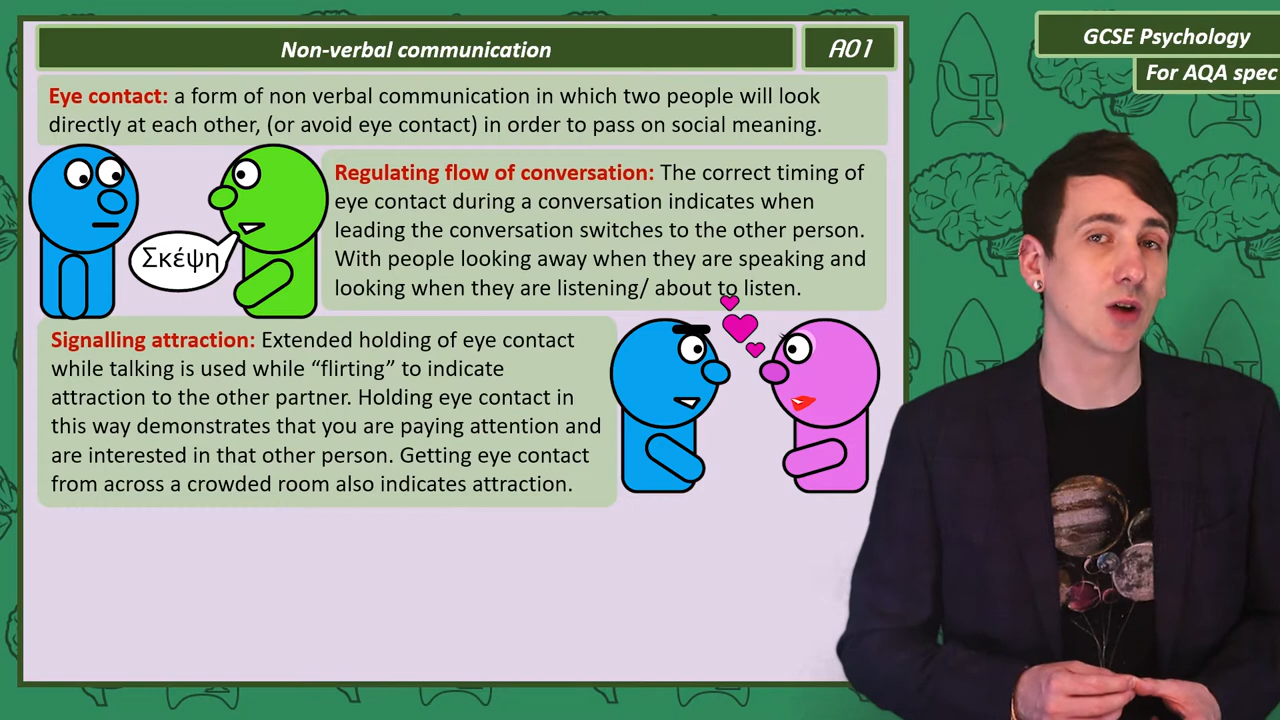 Non-verbal communication
AO1
GCSE Psychology
For AQA spec
Eye contact: a form of non verbal communication in which two people will look
directly at each other, (or avoid eye contact) in order to pass on social meaning.
Regulating flow of conversation: The correct timing of
eye contact during a conversation indicates when
leading the conversation switches to the other person.
With people looking away when they are speaking and
looking when they are listening/ about to listen.
Σκέψη
Signalling attraction: Extended holding of eye contact
while talking is used while “flirting” to indicate
attraction to the other partner. Holding eye contact in
this way demonstrates that you are paying attention and
are interested in that other person. Getting eye contact
from across a crowded room also indicates attraction.